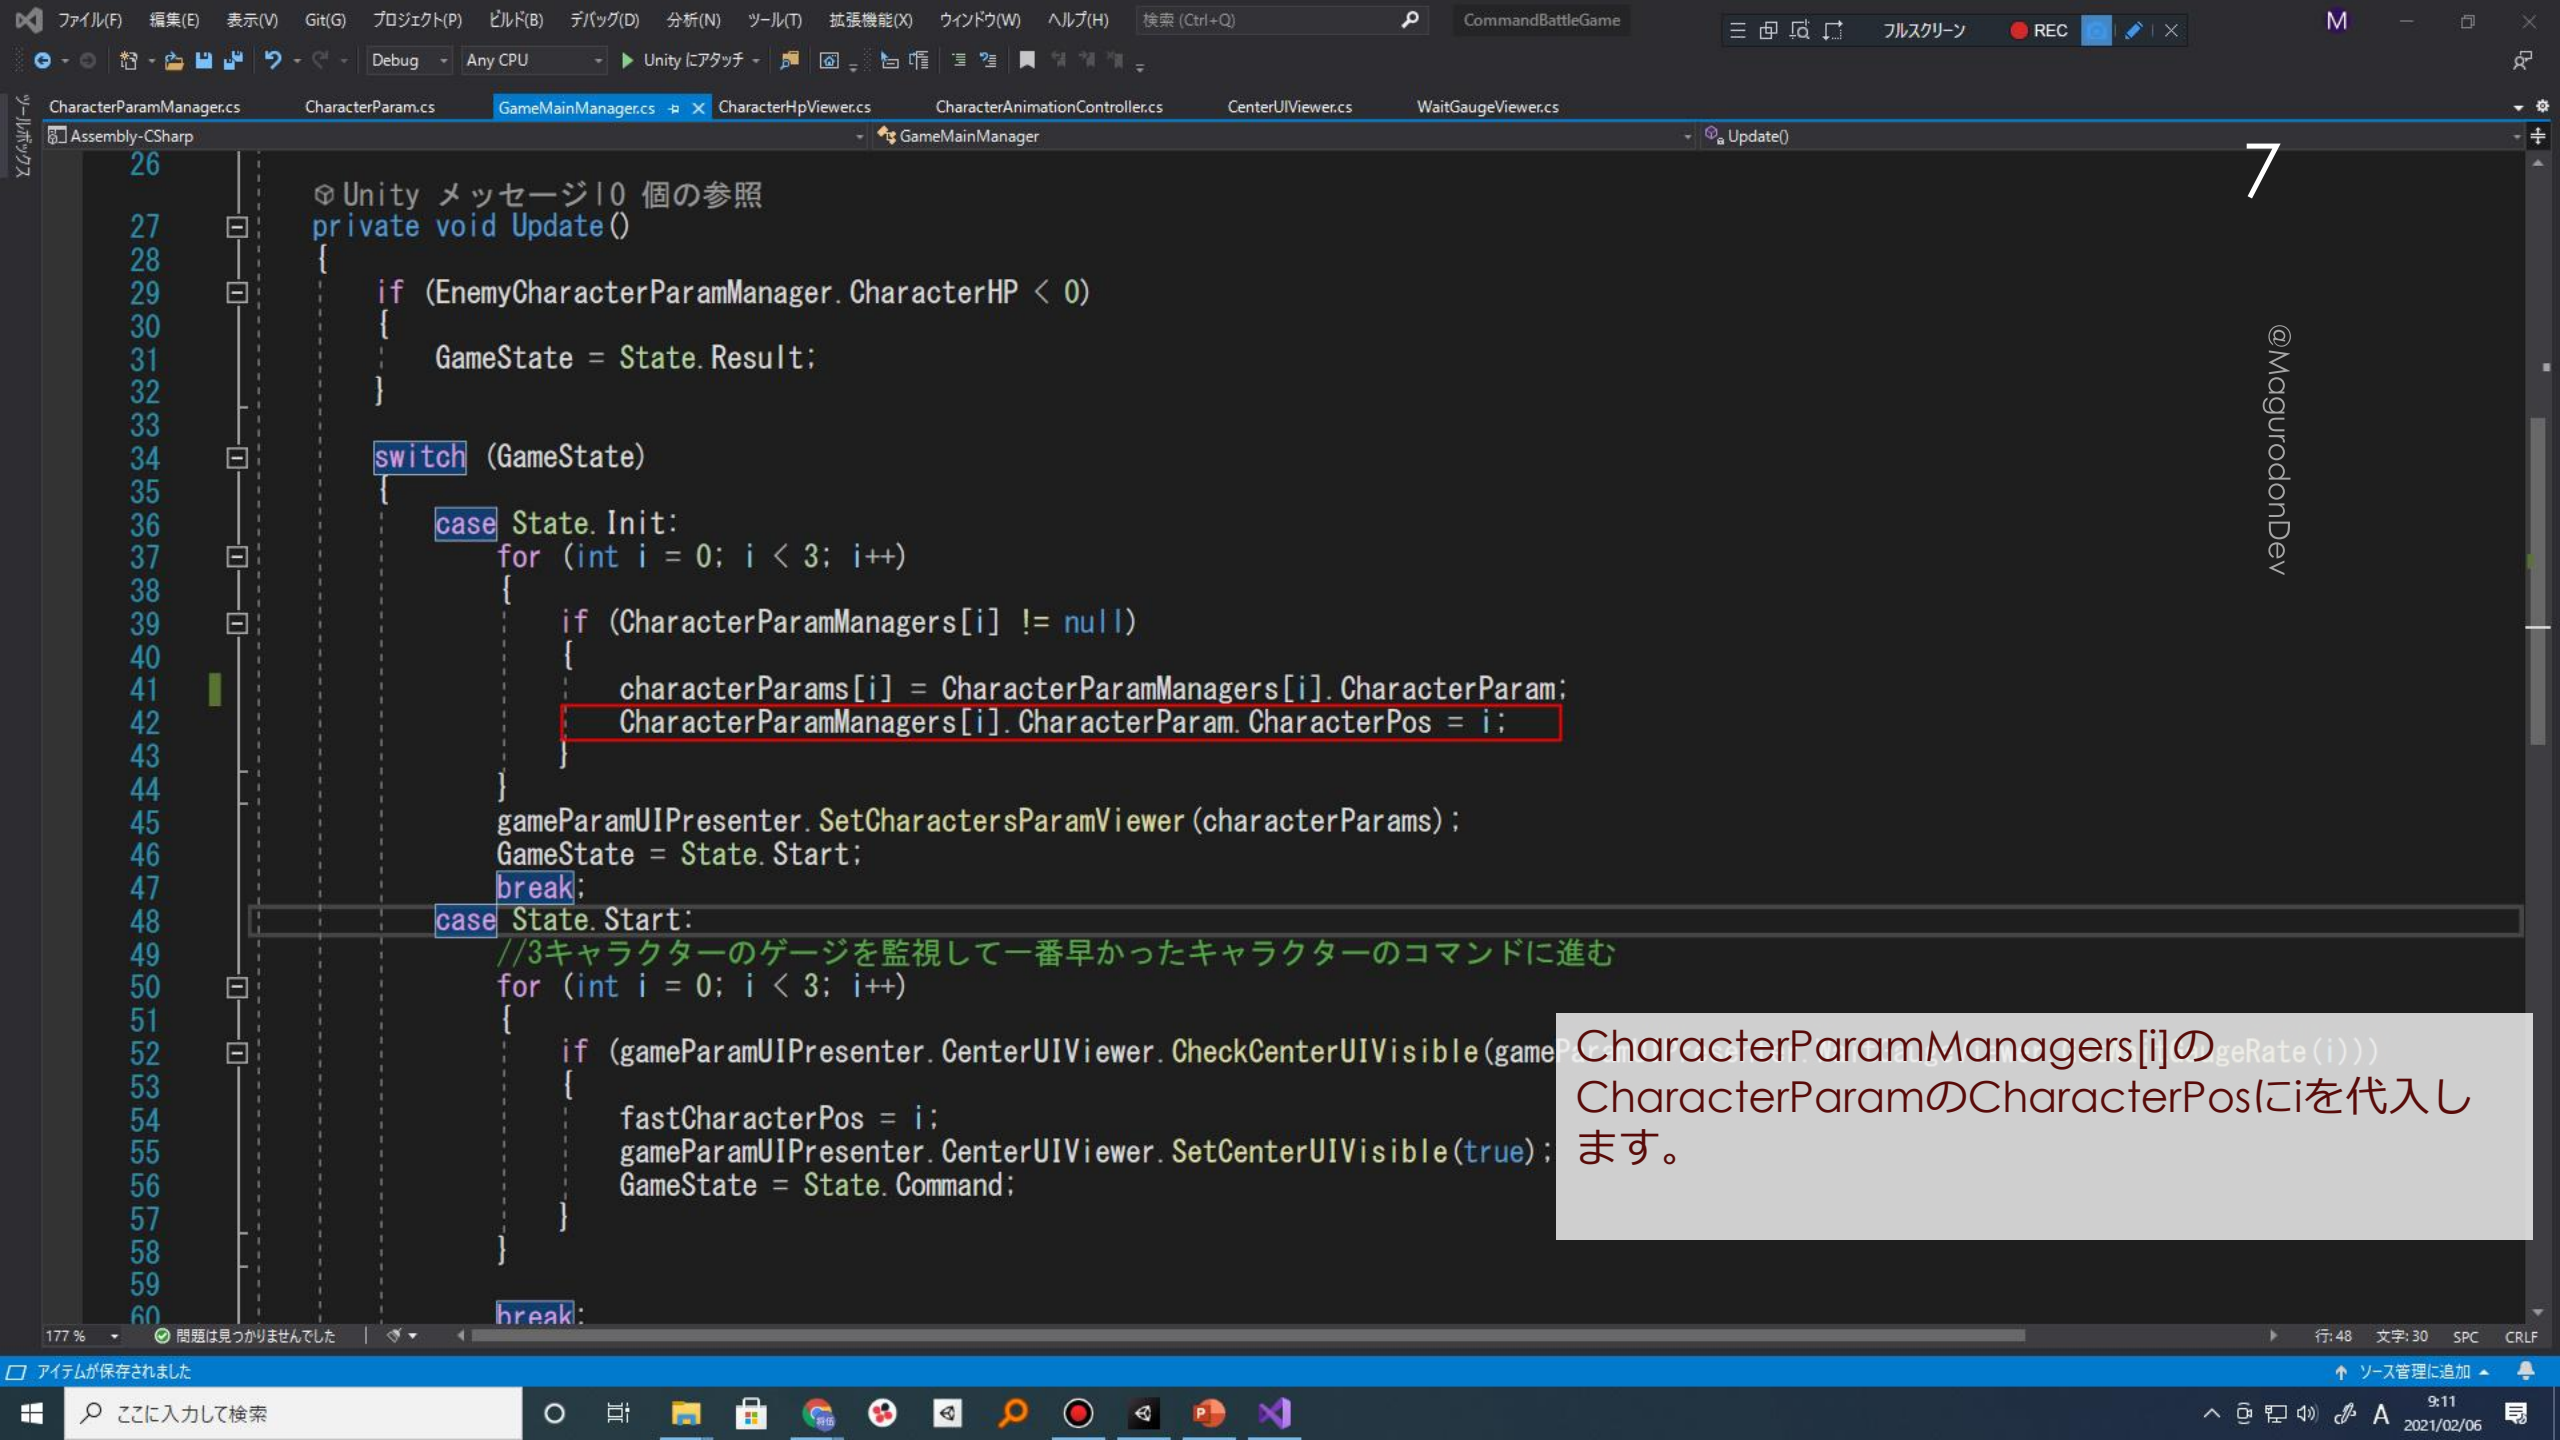 ファイル(F) 編集(E) 表示(V) Git(G) プロジェクト(P) ビルド(B) デバッグ(D) 分析(N) ツール(T) 拡張機能(X) ウィンドウ(W) ヘルプ(H) 検索 (Ctrl+Q) CommandBattleGame フルスクリーン REC M
Debug Any CPU Unity にアタッチ
ツールボックス
CharacterParamManager.cs CharacterParam.cs GameMainManager.cs CharacterHpViewer.cs CharacterAnimationController.cs CenterUIViewer.cs WaitGaugeViewer.cs
Assembly-CSharp GameMainManager Update()
7
@MagurodonDev
26
Unity メッセージ|0 個の参照
27 private void Update()
28 {
29 if (EnemyCharacterParamManager.CharacterHP < 0)
30 {
31 GameState = State.Result;
32 }
33
34 switch (GameState)
35 {
36 case State.Init:
37 for (int i = 0; i < 3; i++)
38 {
39 if (CharacterParamManagers[i] != null)
40 {
41 characterParams[i] = CharacterParamManagers[i].CharacterParam;
42 CharacterParamManagers[i].CharacterParam.CharacterPos = i;
43 }
44 }
45 gameParamUIPresenter.SetCharactersParamViewer(characterParams);
46 GameState = State.Start;
47 break;
48 case State.Start:
49 //3キャラクターのゲージを監視して一番早かったキャラクターのコマンドに進む
50 for (int i = 0; i < 3; i++)
51 {
52 if (gameParamUIPresenter.CenterUIViewer.CheckCenterUIVisible(game geRate(i)))
53 {
54 fastCharacterPos = i;
55 gameParamUIPresenter.CenterUIViewer.SetCenterUIVisible(true);
56 GameState = State.Command;
57 }
58 }
59
60 break;
CharacterParamManagers[i]の
CharacterParamのCharacterPosにiを代入し
ます。
177 % 問題は見つかりませんでした 行: 48 文字: 30 SPC CRLF
アイテムが保存されました ソース管理に追加
ここに入力して検索 A 9:11
2021/02/06